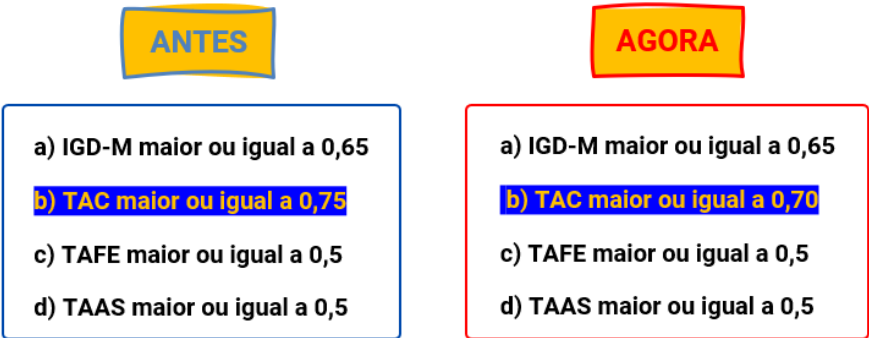 ANTES
a) IGD-M maior ou igual a 0,65
b) TAC maior ou igual a 0,75
c) TAFE maior ou igual a 0,5
d) TAAS maior ou igual a 0,5
AGORA
a) IGD-M maior ou igual a 0,65
b) TAC maior ou igual a 0,70
c) TAFE maior ou igual a 0,5
d) TAAS maior ou igual a 0,5